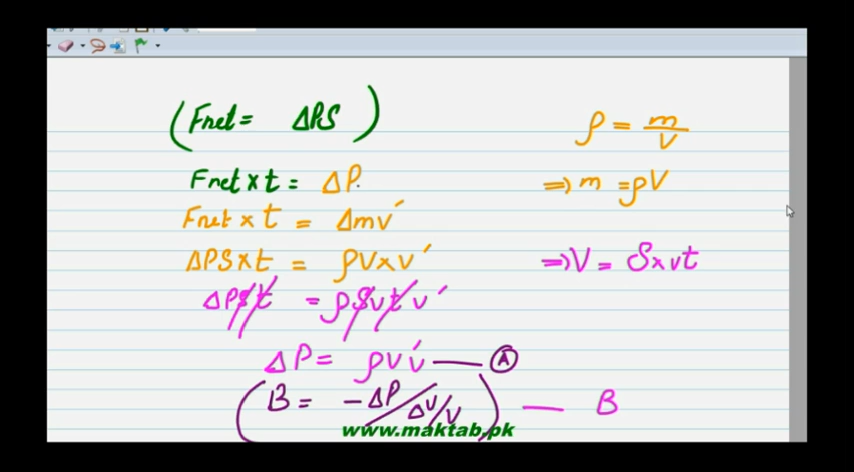 (Fnet = ΔPS)
ρ = m/V
Fnet × t = ΔP.
⇒ m = ρV
Fnet × t = Δmv′
ΔPS × t = ρV × v′
⇒ V = S × vt
ΔPSt = ρSvtv′
ΔP = ρvv′ — Ⓐ
(B = -ΔP/ΔV/V) — B
www.maktab.pk